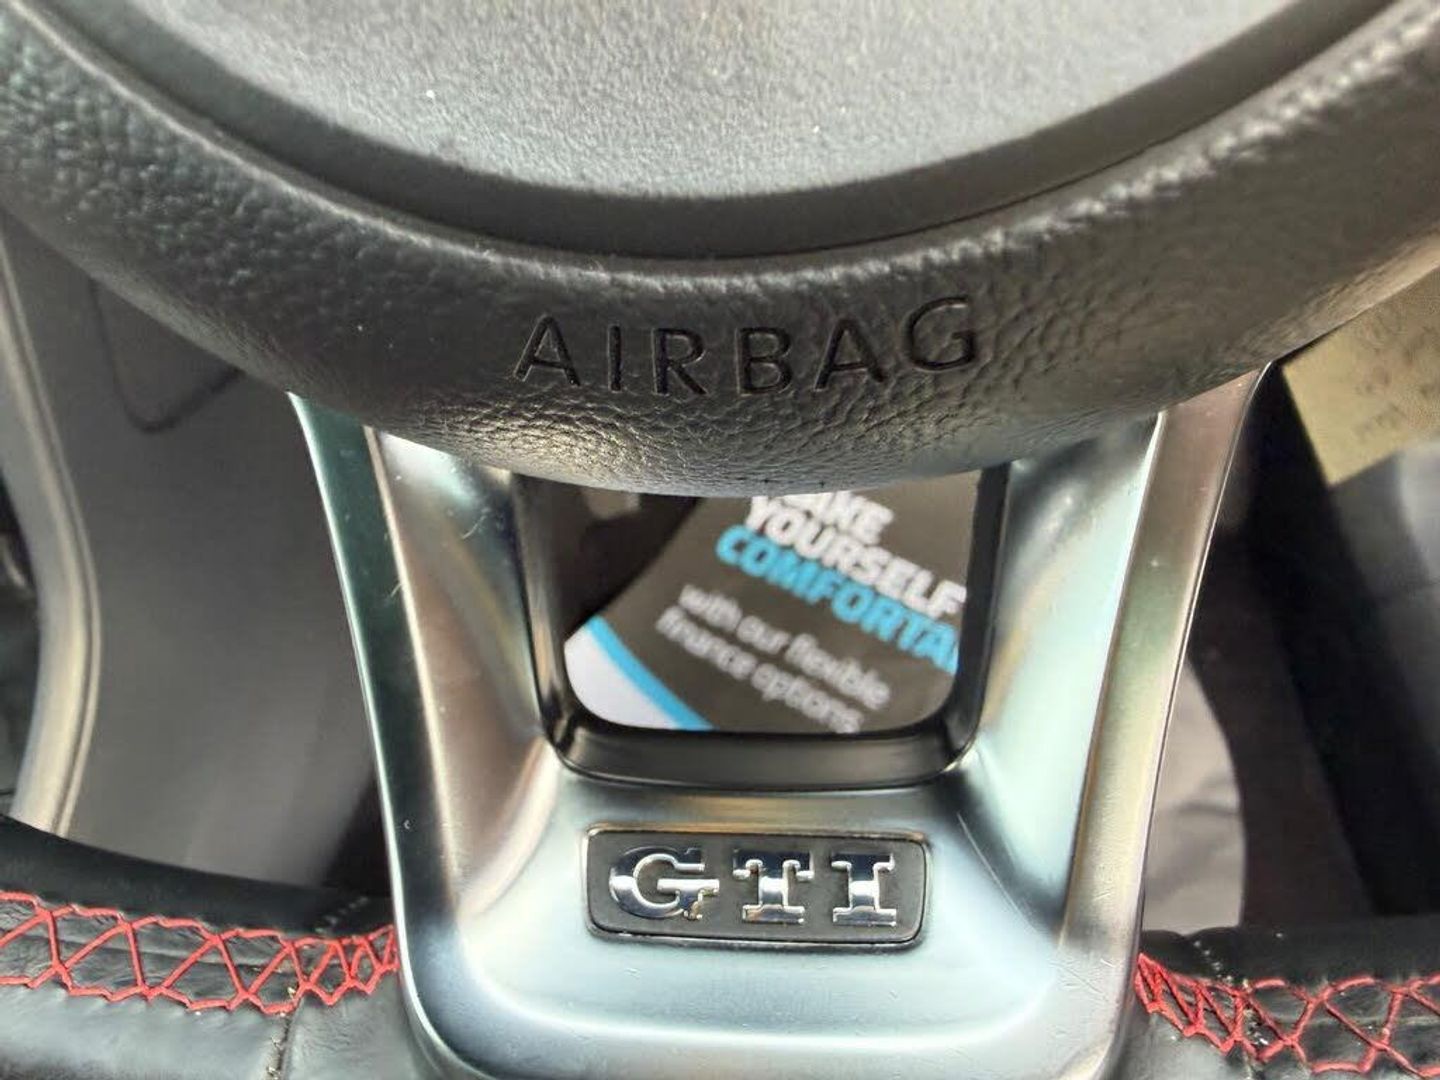 AIRBAG
YOURSELF
COMFORTA
with our flexible
finance options.
GTI